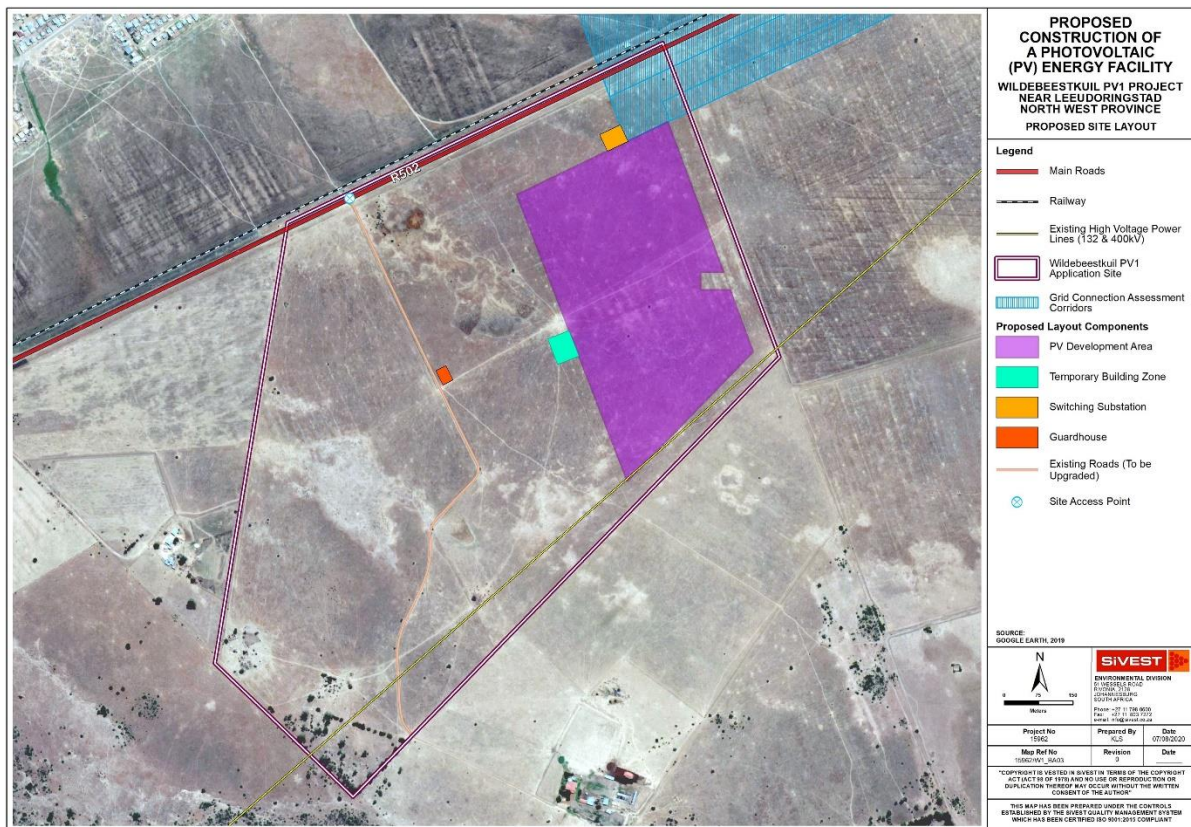 R502
PROPOSED
CONSTRUCTION OF
A PHOTOVOLTAIC
(PV) ENERGY FACILITY
WILDEBEESTKUIL PV1 PROJECT
NEAR LEEUDORINGSTAD
NORTH WEST PROVINCE
PROPOSED SITE LAYOUT
Legend
Main Roads
Railway
Existing High Voltage Power
Lines (132 & 400kV)
Wildebeestkuil PV1
Application Site
Grid Connection Assessment
Corridors
Proposed Layout Components
PV Development Area
Temporary Building Zone
Switching Substation
Guardhouse
Existing Roads (To be
Upgraded)
Site Access Point
SOURCE:
GOOGLE EARTH, 2019
N
0 75 150
Meters
SiVEST
ENVIRONMENTAL DIVISION
51 WESSELS ROAD
RIVONIA, 2128
JOHANNESBURG
SOUTH AFRICA
Project No
15962
Prepared By
KLS
Date
07/08/2020
Map Ref No
Revision
Date
"COPYRIGHT IS VESTED IN SiVEST IN TERMS OF THE COPYRIGHT
ACT (ACT 98 OF 1978) AND NO USE OR REPRODUCTION OR
DUPLICATION THEREOF MAY OCCUR WITHOUT THE WRITTEN
CONSENT OF THE AUTHOR"
THIS MAP HAS BEEN PREPARED UNDER THE CONTROLS
ESTABLISHED BY THE SiVEST QUALITY MANAGEMENT SYSTEM
WHICH HAS BEEN CERTIFIED ISO 9001:2015 COMPLIANT